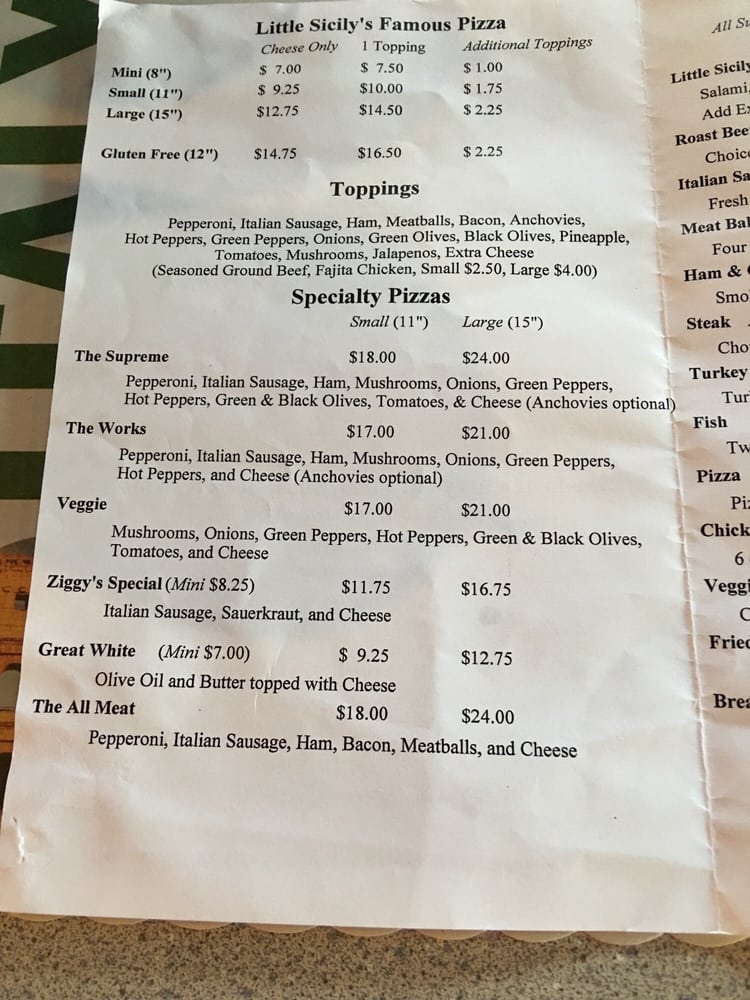 Little Sicily's Famous Pizza
Cheese Only 1 Topping Additional Toppings
Mini (8") $ 7.00 $ 7.50 $ 1.00
Small (11") $ 9.25 $10.00 $ 1.75
Large (15") $12.75 $14.50 $ 2.25
Gluten Free (12") $14.75 $16.50 $ 2.25
Toppings
Pepperoni, Italian Sausage, Ham, Meatballs, Bacon, Anchovies,
Hot Peppers, Green Peppers, Onions, Green Olives, Black Olives, Pineapple,
Tomatoes, Mushrooms, Jalapenos, Extra Cheese
(Seasoned Ground Beef, Fajita Chicken, Small $2.50, Large $4.00)
Specialty Pizzas
Small (11") Large (15")
The Supreme $18.00 $24.00
Pepperoni, Italian Sausage, Ham, Mushrooms, Onions, Green Peppers,
Hot Peppers, Green & Black Olives, Tomatoes, & Cheese (Anchovies optional)
The Works $17.00 $21.00
Pepperoni, Italian Sausage, Ham, Mushrooms, Onions, Green Peppers,
Hot Peppers, and Cheese (Anchovies optional)
Veggie $17.00 $21.00
Mushrooms, Onions, Green Peppers, Hot Peppers, Green & Black Olives,
Tomatoes, and Cheese
Ziggy's Special (Mini $8.25) $11.75 $16.75
Italian Sausage, Sauerkraut, and Cheese
Great White (Mini $7.00) $ 9.25 $12.75
Olive Oil and Butter topped with Cheese
The All Meat $18.00 $24.00
Pepperoni, Italian Sausage, Ham, Bacon, Meatballs, and Cheese
All
Little Sicily
Salami,
Add
Roast
Italian
Fresh
Meat
Four
Ham &
Steak
Turkey
Fish
Pizza
6